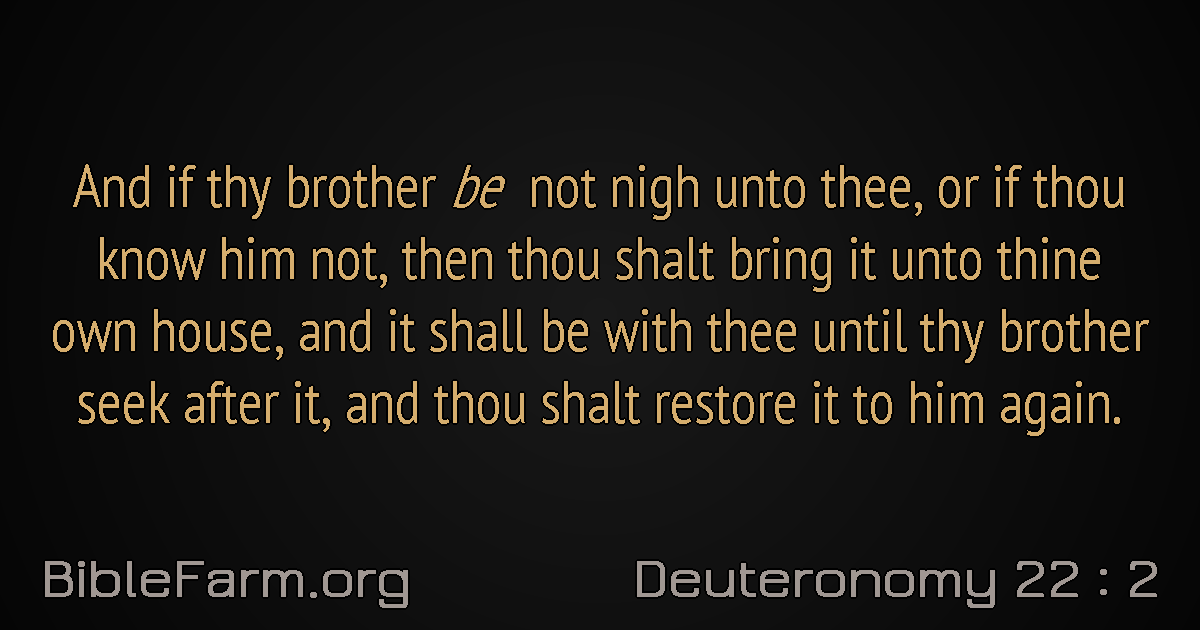 And if thy brother be not nigh unto thee, or if thou
know him not, then thou shalt bring it unto thine
own house, and it shall be with thee until thy brother
seek after it, and thou shalt restore it to him again.
BibleFarm.org
Deuteronomy 22 : 2